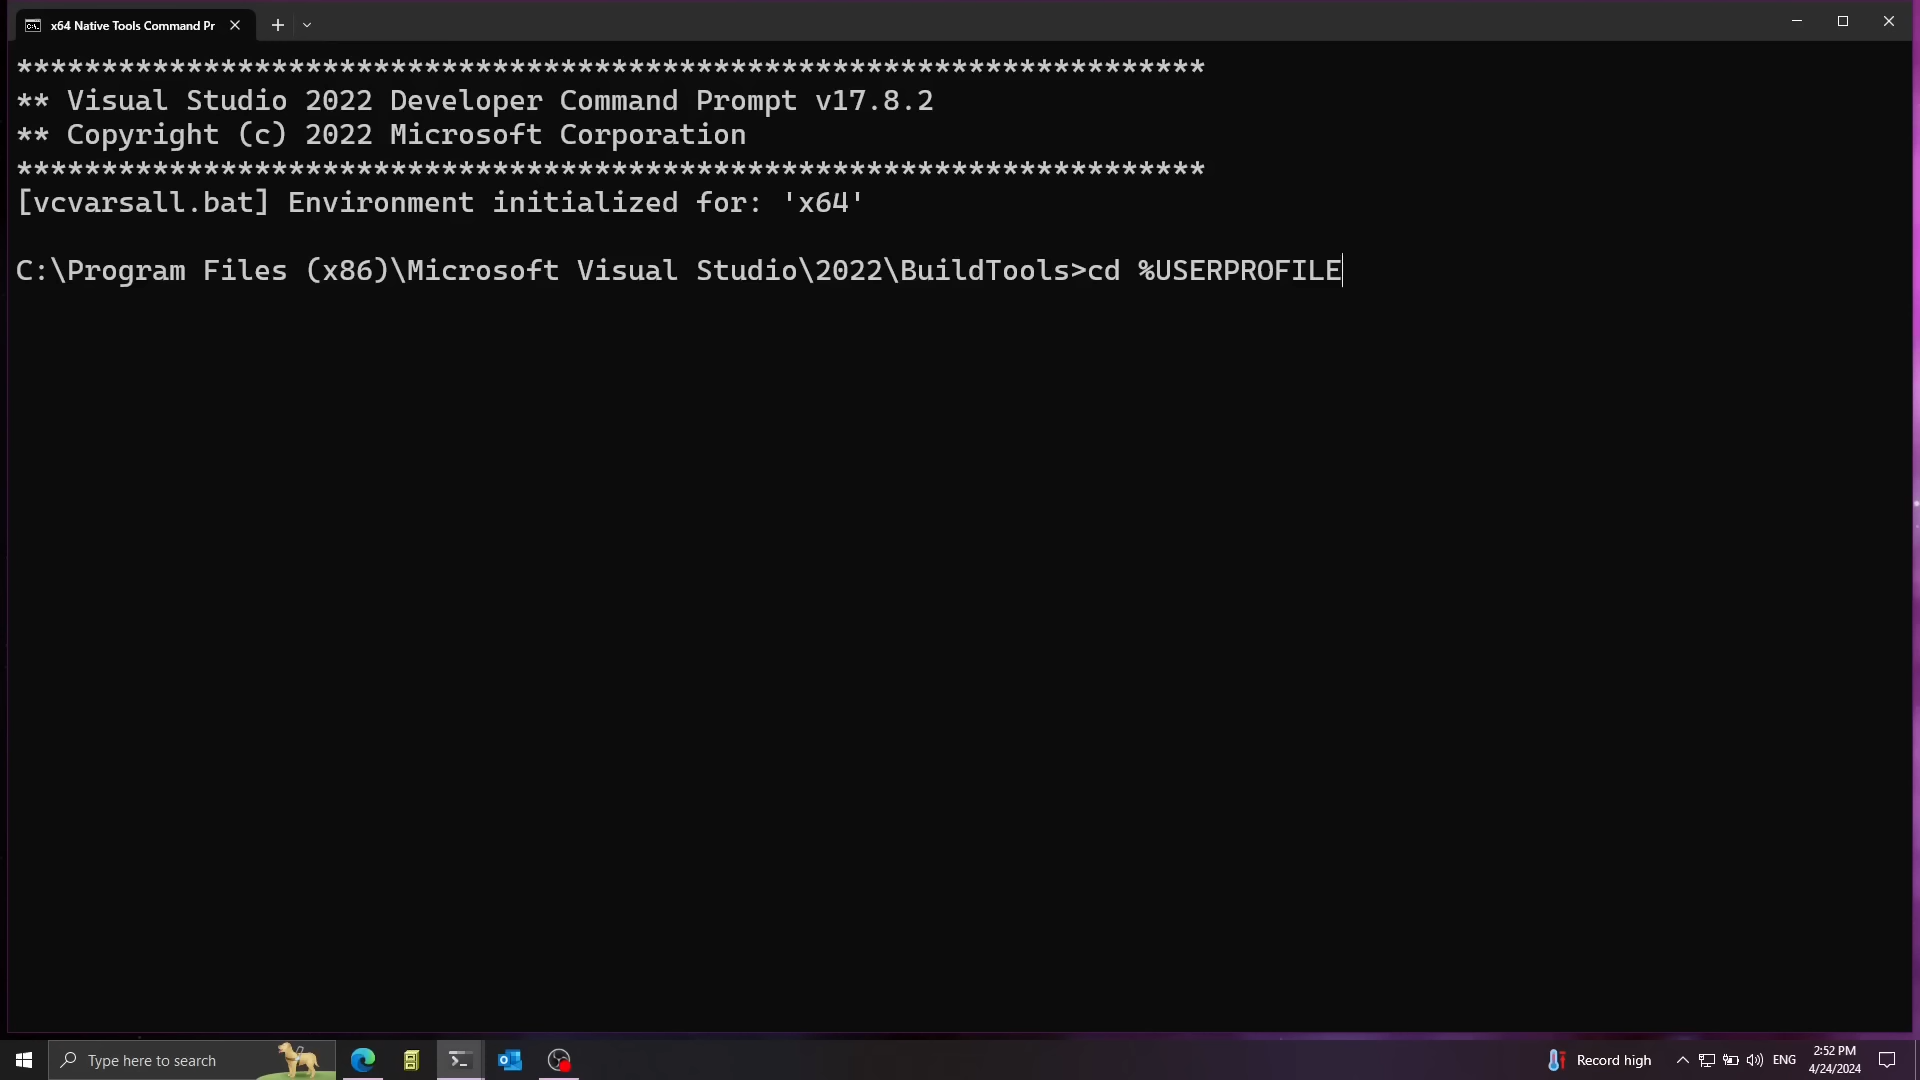 x64 Native Tools Command Pr
**********************************************************************
** Visual Studio 2022 Developer Command Prompt v17.8.2
** Copyright (c) 2022 Microsoft Corporation
**********************************************************************
[vcvarsall.bat] Environment initialized for: 'x64'
C:\Program Files (x86)\Microsoft Visual Studio\2022\BuildTools>cd %USERPROFILE
Type here to search
Record high
ENG
2:52 PM
4/24/2024